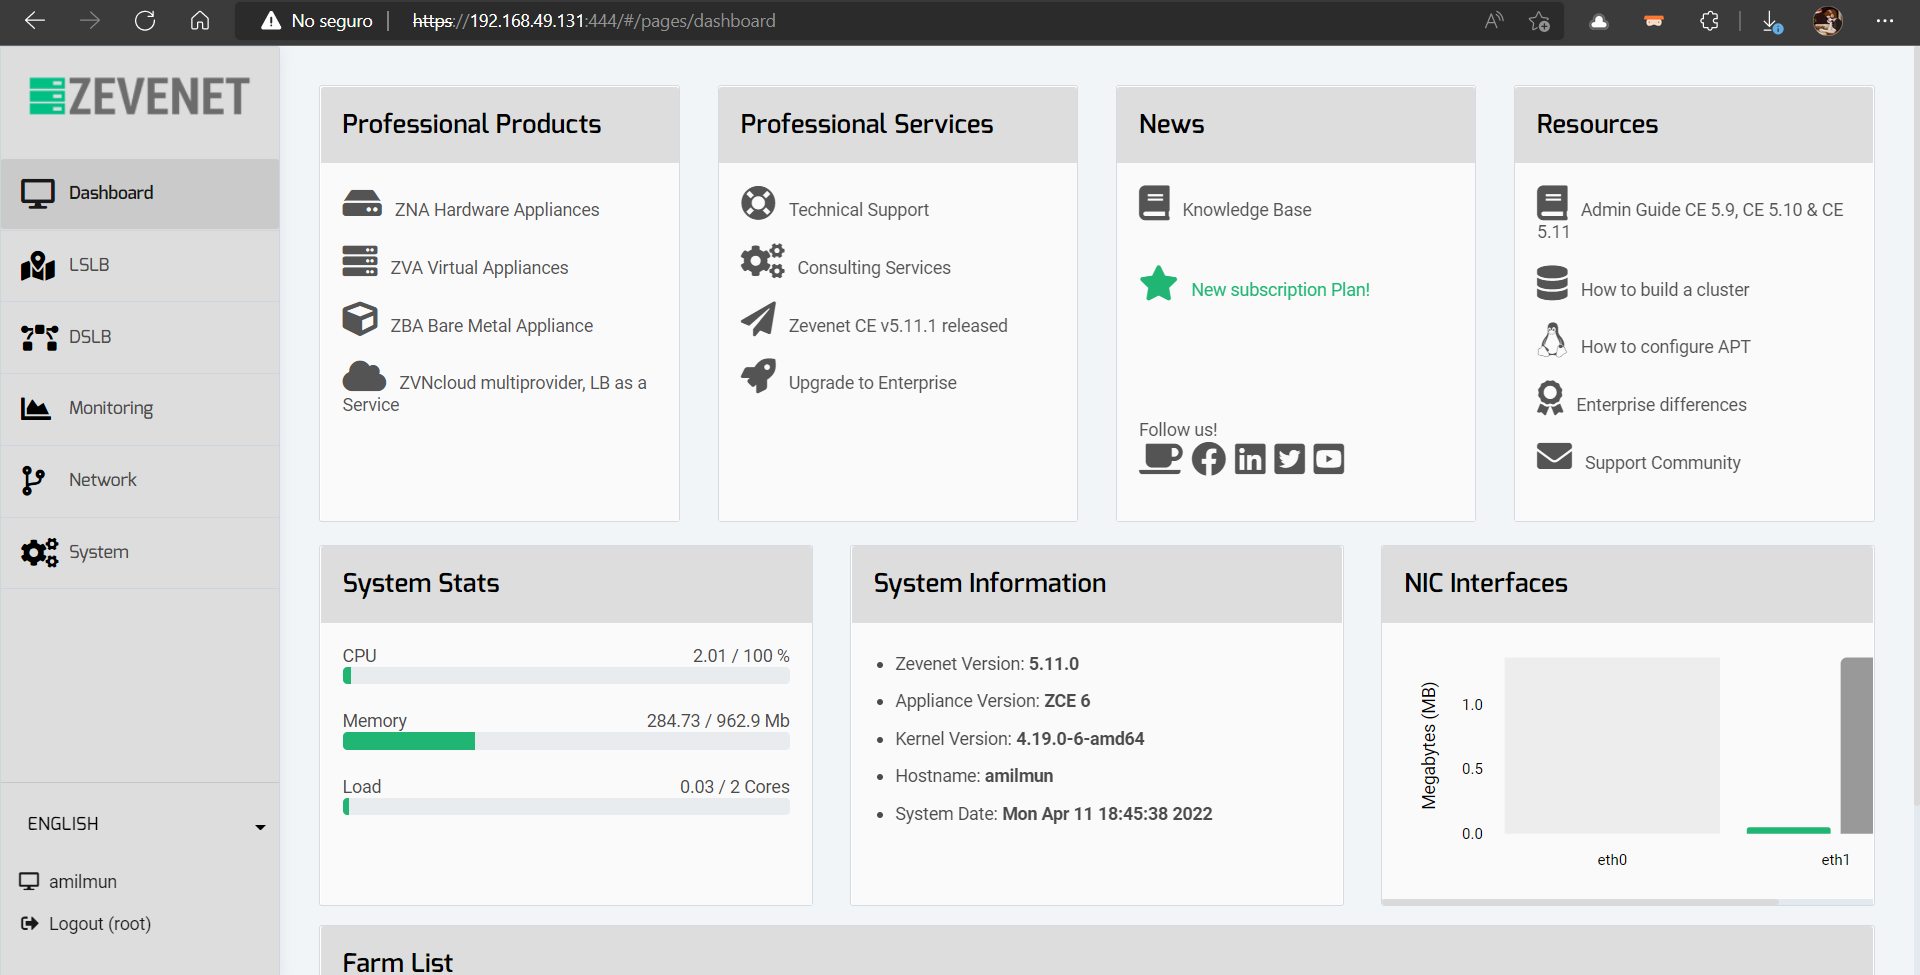 No seguro
https://192.168.49.131:444/#/pages/dashboard
ZEVENET
Dashboard
LSLB
DSLB
Monitoring
Network
System
ENGLISH
amilmun
Logout (root)
Professional Products
ZNA Hardware Appliances
ZVA Virtual Appliances
ZBA Bare Metal Appliance
ZVNcloud multiprovider, LB as a
Service
Professional Services
Technical Support
Consulting Services
Zevenet CE v5.11.1 released
Upgrade to Enterprise
News
Knowledge Base
New subscription Plan!
Follow us!
Resources
Admin Guide CE 5.9, CE 5.10 & CE
5.11
How to build a cluster
How to configure APT
Enterprise differences
Support Community
System Stats
CPU 2.01 / 100 %
Memory 284.73 / 962.9 Mb
Load 0.03 / 2 Cores
System Information
Zevenet Version: 5.11.0
Appliance Version: ZCE 6
Kernel Version: 4.19.0-6-amd64
Hostname: amilmun
System Date: Mon Apr 11 18:45:38 2022
NIC Interfaces
Megabytes (MB)
1.0
0.5
0.0
eth0 eth1
Farm List